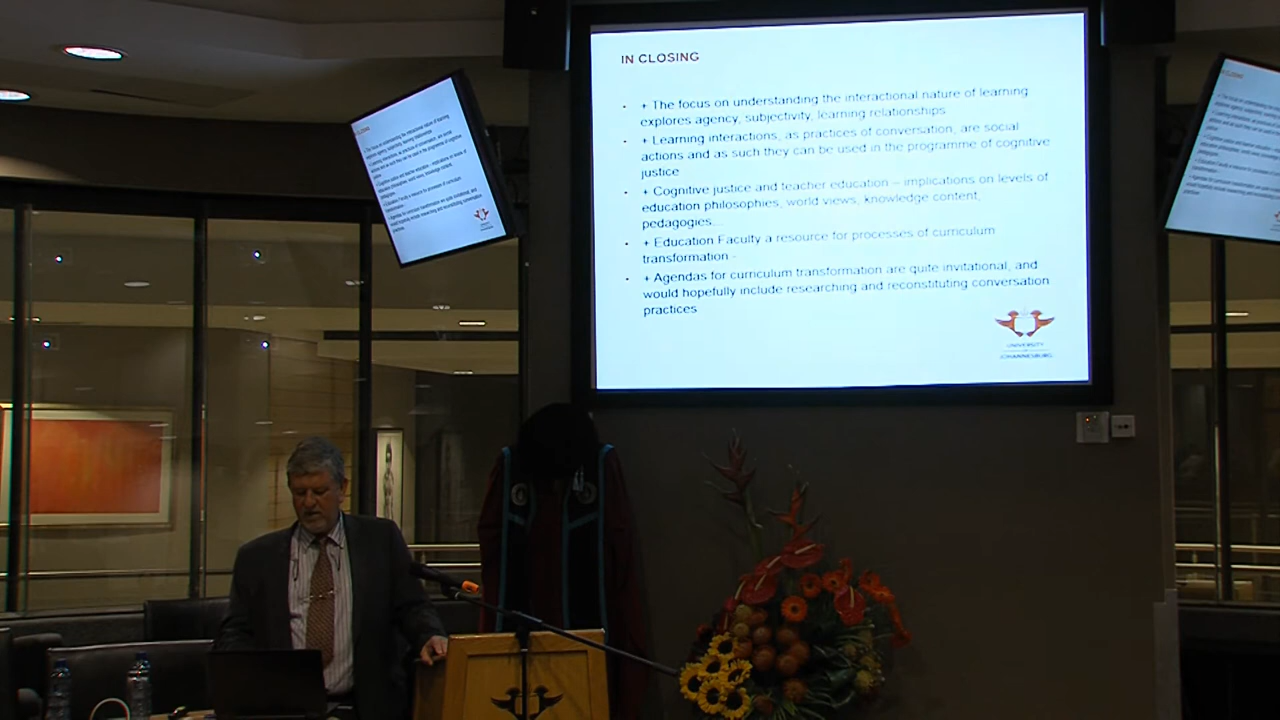 IN CLOSING
+ The focus on understanding the interactional nature of learning
explores agency, subjectivity, learning relationships
+ Learning interactions, as practices of conversation, are social
actions and as such they can be used in the programme of cognitive
justice
+ Cognitive justice and teacher education – implications on levels of
education philosophies, world views, knowledge content,
pedagogies...
+ Education Faculty a resource for processes of curriculum
transformation -
+ Agendas for curriculum transformation are quite invitational, and
would hopefully include researching and reconstituting conversation
practices
UNIVERSITY
OF
JOHANNESBURG